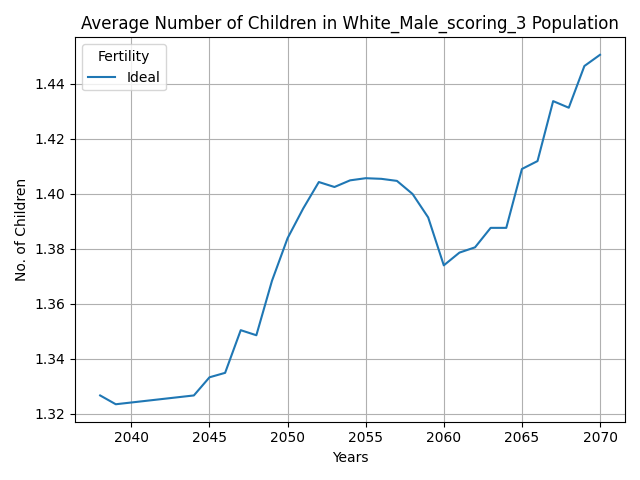 Average Number of Children in White_Male_scoring_3 Population
Fertility
Ideal
No. of Children
1.44
1.42
1.40
1.38
1.36
1.34
1.32
2040 2045 2050 2055 2060 2065 2070
Years